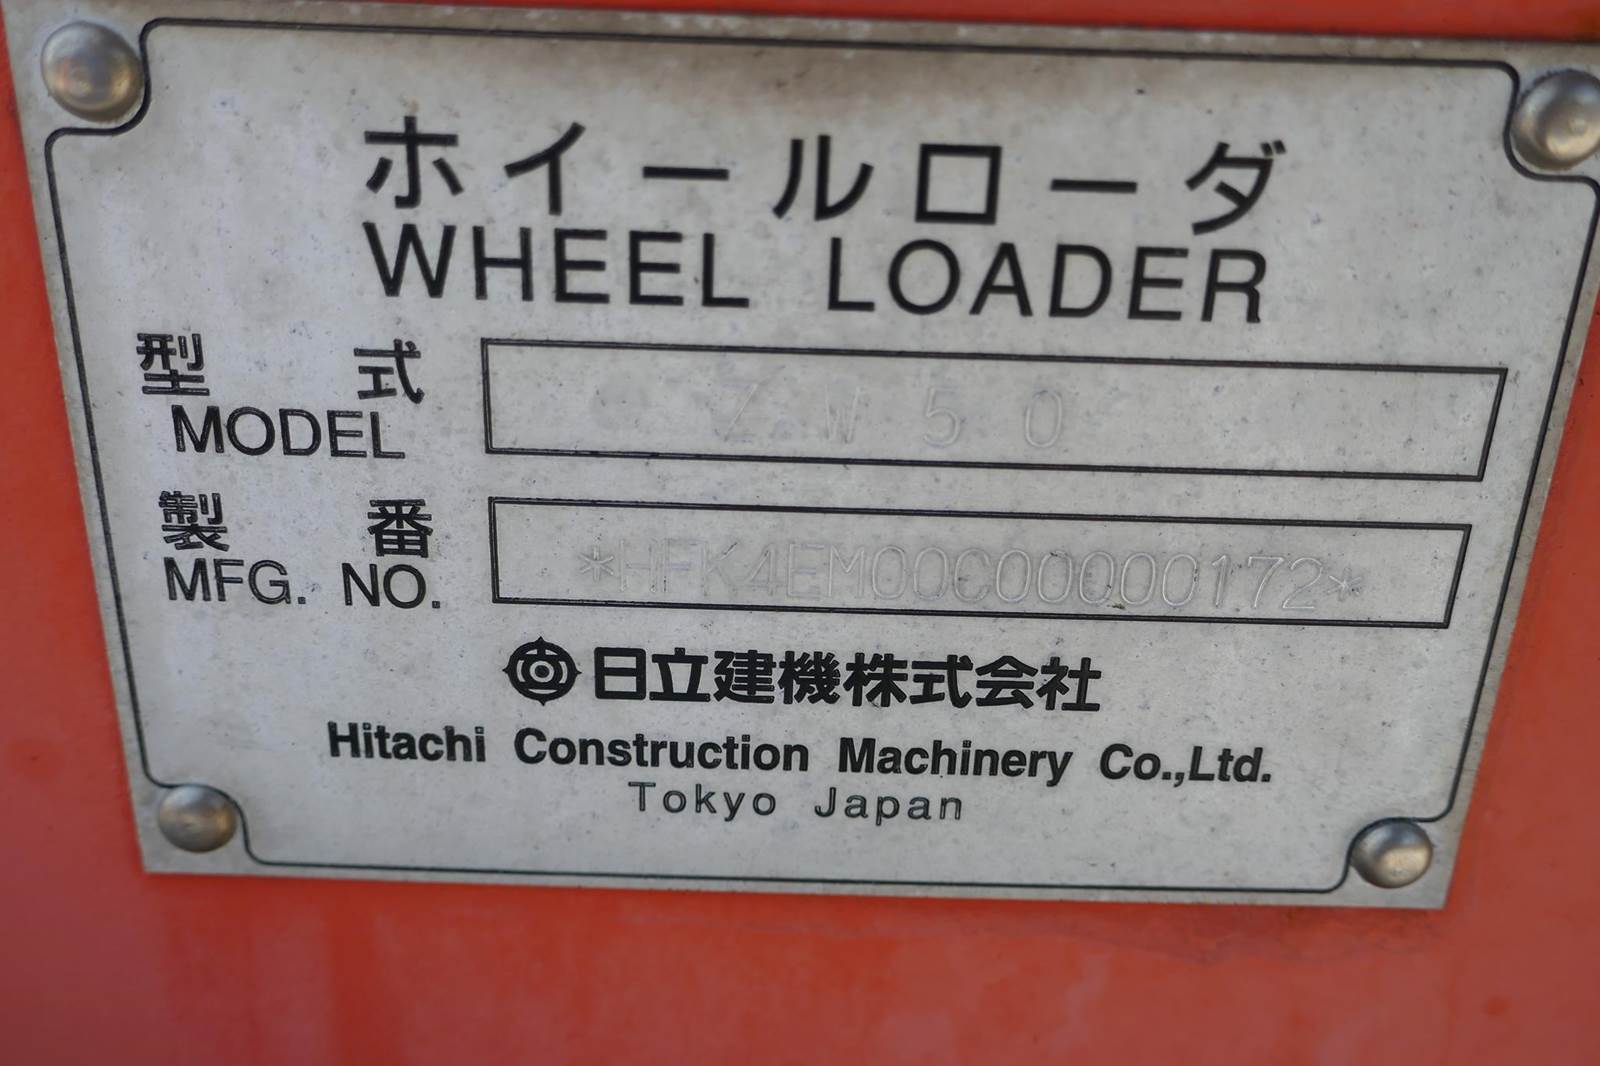 ホイールローダ
WHEEL LOADER
型式
MODEL
ZW50
製番
MFG. NO.
*HFK4EM00C00000172*
日立建機株式会社
Hitachi Construction Machinery Co.,Ltd.
Tokyo Japan